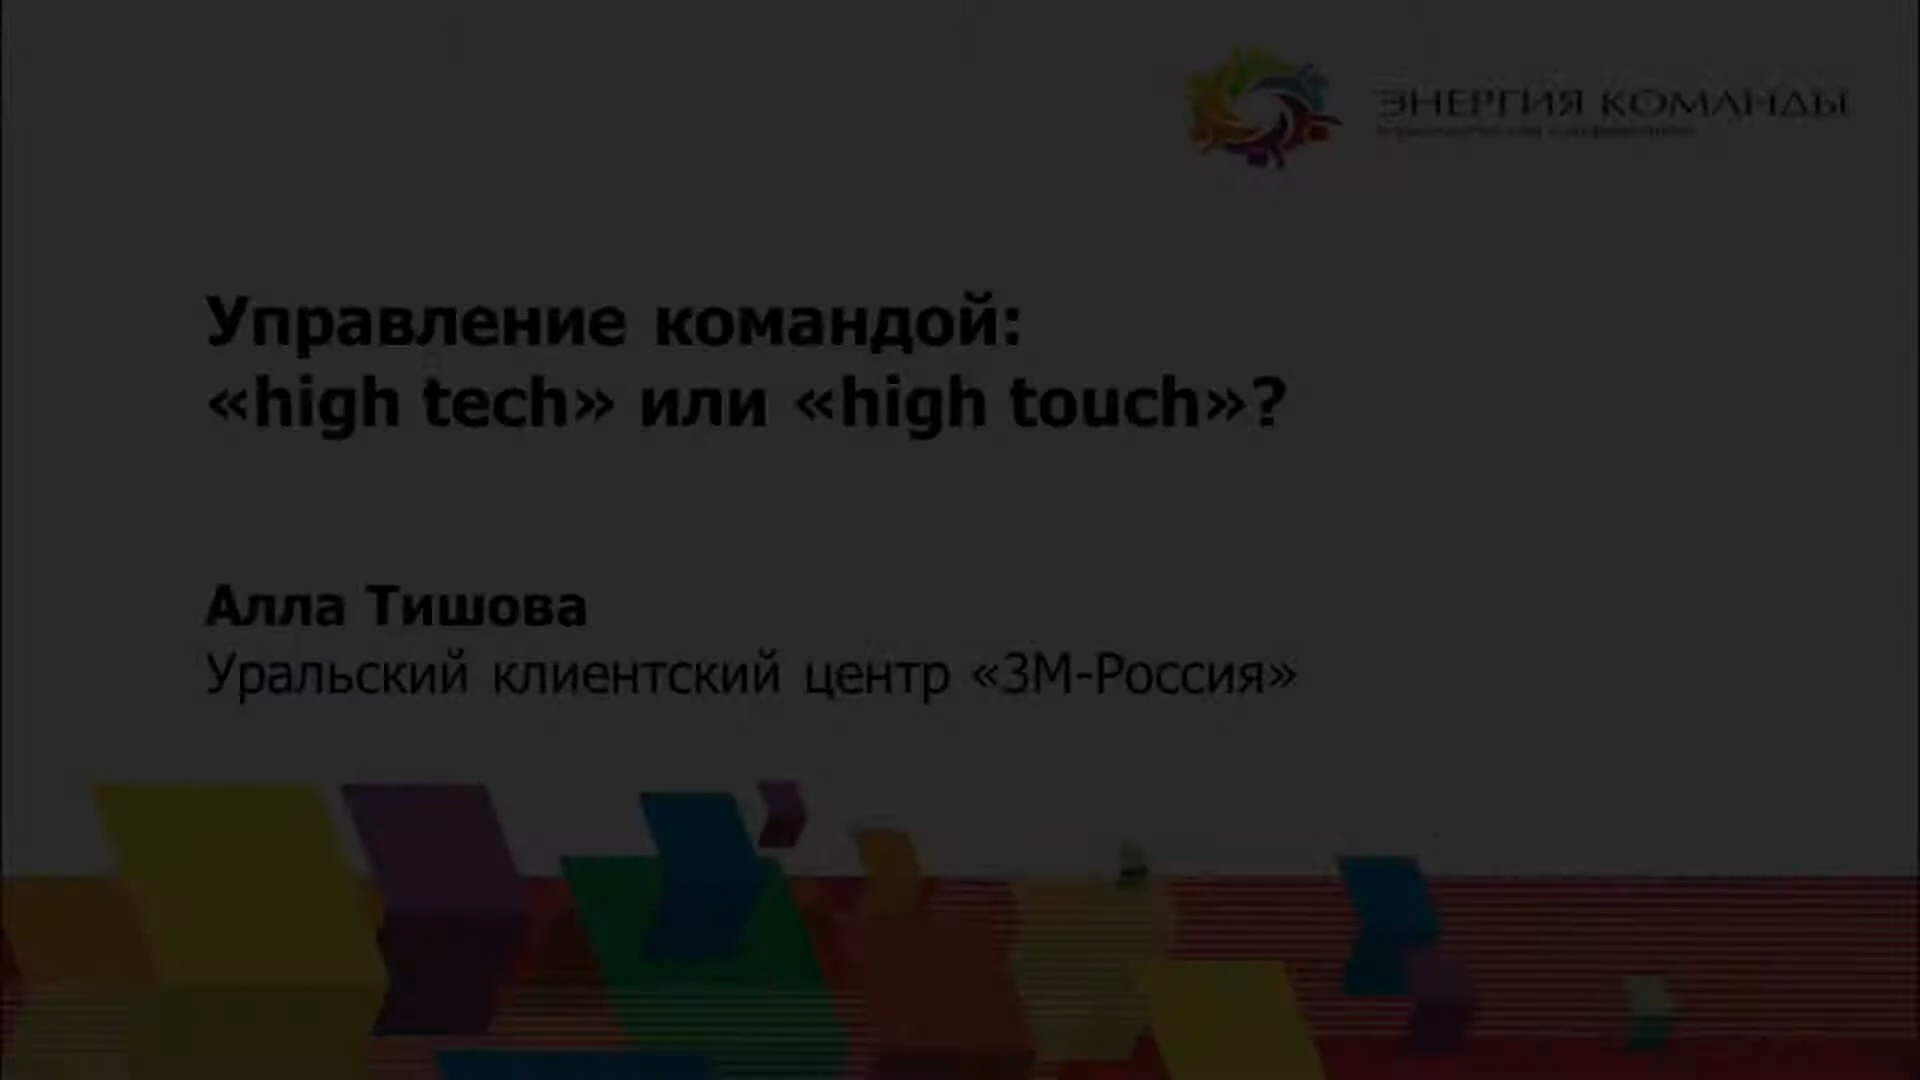 ЭНЕРГИЯ КОМАНДЫ
Управление командой:
«high tech» или «high touch»?
Алла Тишова
Уральский клиентский центр «3М-Россия»